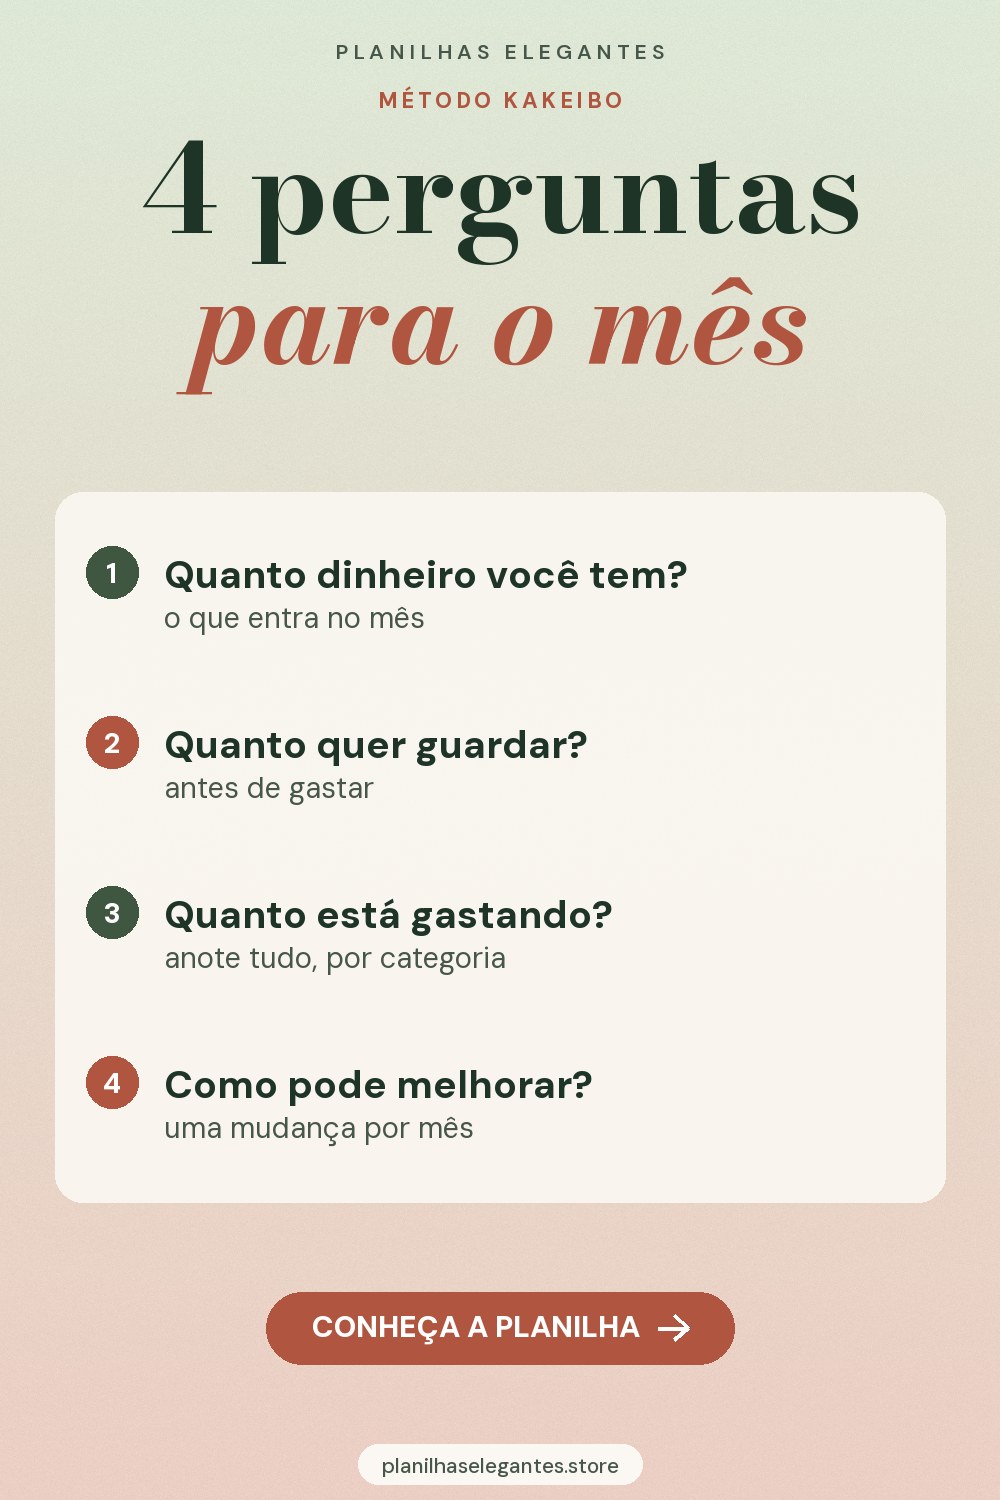 PLANILHAS ELEGANTES
MÉTODO KAKEIBO
4 perguntas
para o mês
1 Quanto dinheiro você tem?
o que entra no mês
2 Quanto quer guardar?
antes de gastar
3 Quanto está gastando?
anote tudo, por categoria
4 Como pode melhorar?
uma mudança por mês
CONHEÇA A PLANILHA →
planilhaselegantes.store